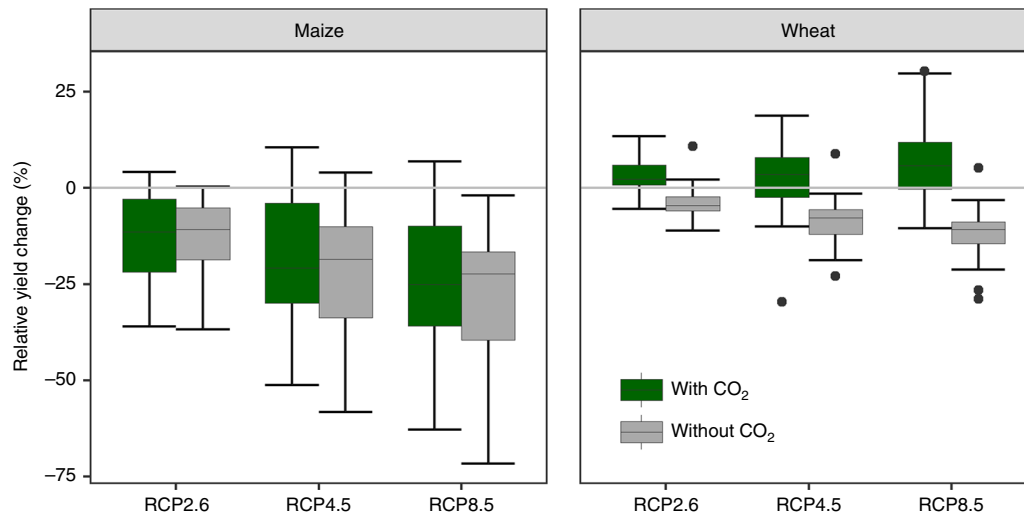 Maize
Wheat
Relative yield change (%)
25
0
−25
−50
−75
With CO₂
Without CO₂
RCP2.6
RCP4.5
RCP8.5
RCP2.6
RCP4.5
RCP8.5